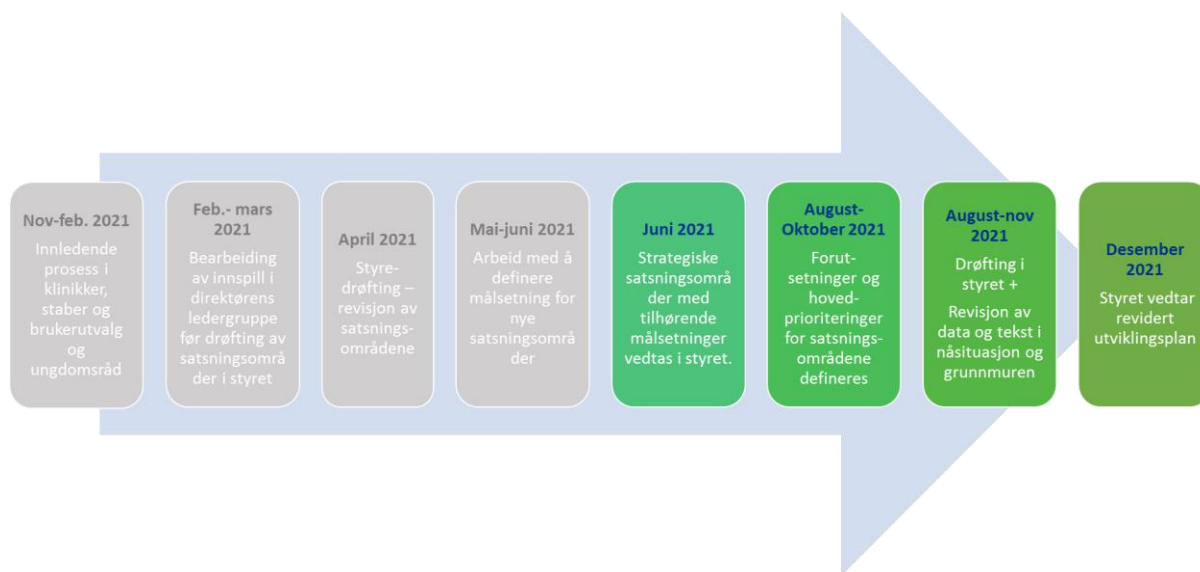 Nov-feb. 2021
Innledende
prosess i
klinikker,
staber og
brukerutvalg
og
ungdomsråd
Feb.- mars
2021
Bearbeiding
av innspill i
direktørens
ledergruppe
før drøfting av
satsningsområ
der i styret
April 2021
Styre-
drøfting –
revisjon av
satsnings-
områdene
Mai-juni 2021
Arbeid med å
definere
målsetning for
nye
satsningsområ
der
Juni 2021
Strategiske
satsningsområ
der med
tilhørende
målsetninger
vedtas i styret.
August-
Oktober 2021
Forut-
setninger og
hoved-
prioriteringer
for satsnings-
områdene
defineres
August-nov
2021
Drøfting i
styret +
Revisjon av
data og tekst i
nåsituasjon og
grunnmuren
Desember
2021
Styret vedtar
revidert
utviklingsplan